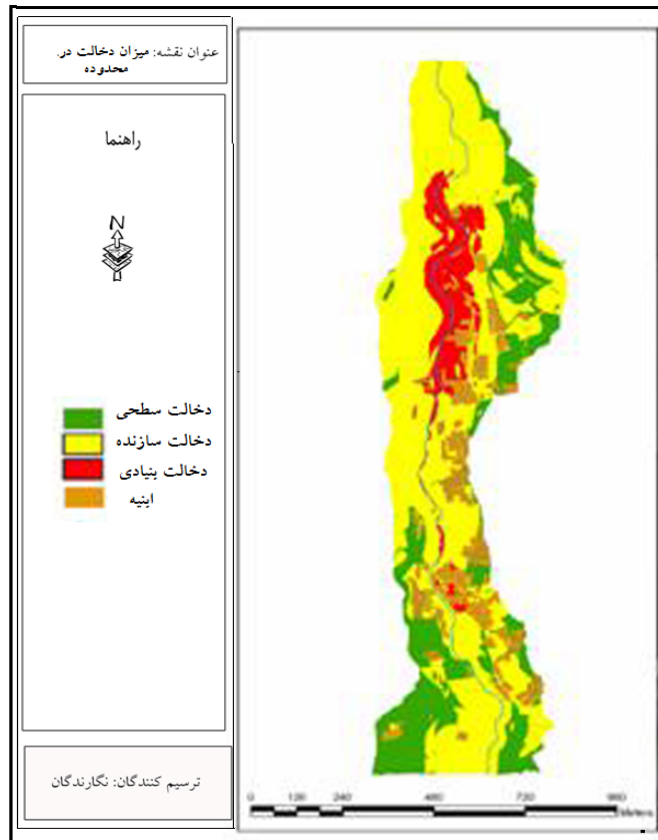 عنوان نقشه: میزان دخالت در.
محدوده
راهنما
N
دخالت سطحی
دخالت سازنده
دخالت بنیادی
ابنیه
ترسیم کنندگان: نگارندگان
0 120 240 480 720 960
Meters